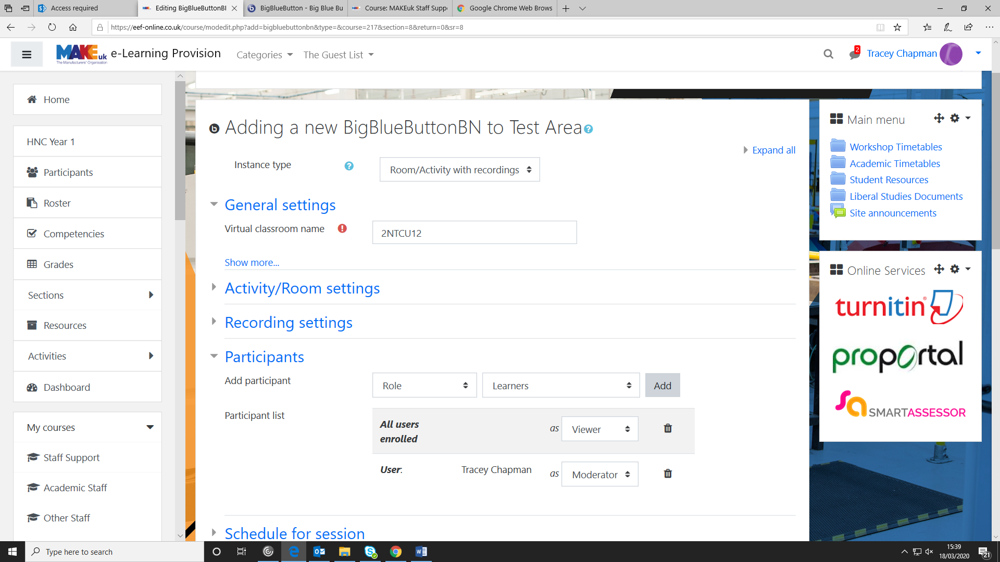 Access required
Editing BigBlueButtonBI
BigBlueButton - Big Blue Bu
Course: MAKEuk Staff Suppo
Google Chrome Web Brows
https://eef-online.co.uk/course/modedit.php?add=bigbluebuttonbn&type=&course=217&section=8&return=0&sr=8
MAKE uk
The Manufacturers' Organisation
e-Learning Provision
Categories
The Guest List
2
Tracey Chapman
Home
HNC Year 1
Participants
Roster
Competencies
Grades
Sections
Resources
Activities
Dashboard
My courses
Staff Support
Academic Staff
Other Staff
Adding a new BigBlueButtonBN to Test Area
Expand all
Instance type
Room/Activity with recordings
General settings
Virtual classroom name
2NTCU12
Show more...
Activity/Room settings
Recording settings
Participants
Add participant
Role
Learners
Add
Participant list
All users enrolled
as
Viewer
User:
Tracey Chapman
as
Moderator
Schedule for session
Main menu
Workshop Timetables
Academic Timetables
Student Resources
Liberal Studies Documents
Site announcements
Online Services
turnitin®
proportal
SA SMARTASSESSOR
Type here to search
15:39
18/03/2020
21